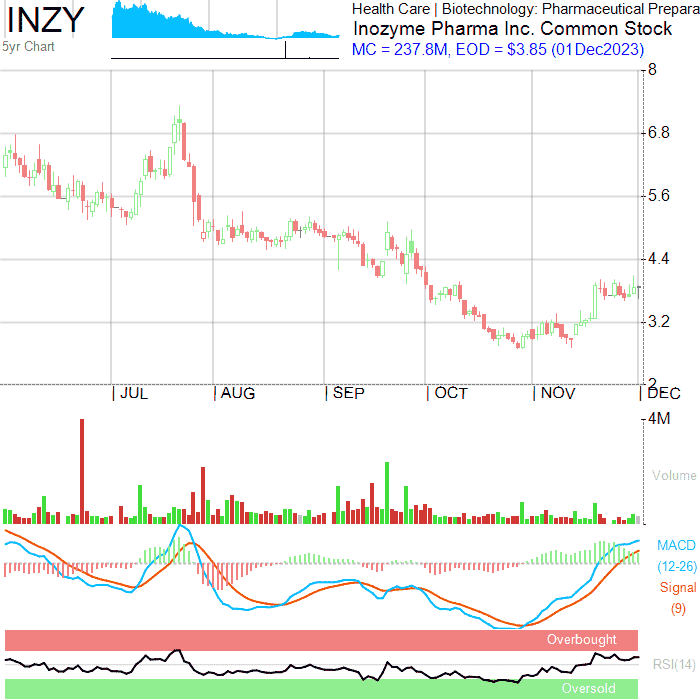 INZY
5yr Chart
Health Care | Biotechnology: Pharmaceutical Prepara
Inozyme Pharma Inc. Common Stock
MC = 237.8M, EOD = $3.85 (01Dec2023)
8
6.8
5.6
4.4
3.2
2
JUL AUG SEP OCT NOV DEC
4M
Volume
MACD
(12-26)
Signal
(9)
Overbought
RSI(14)
Oversold